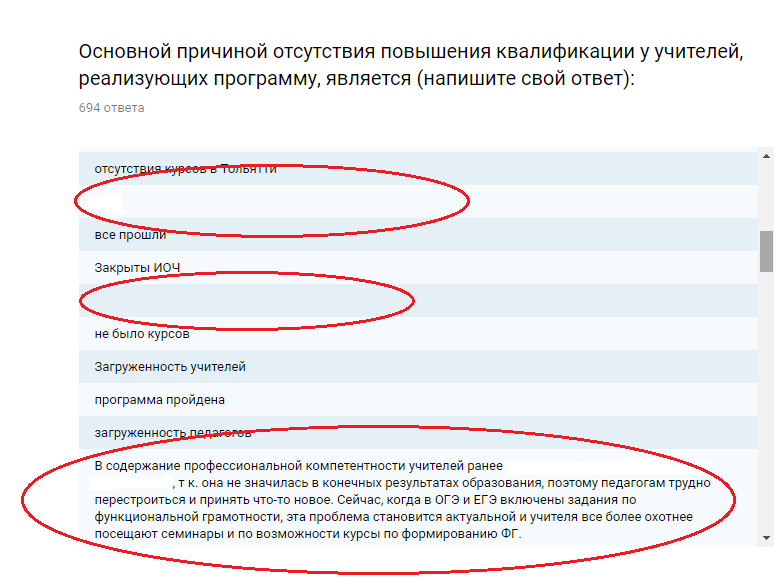 Основной причиной отсутствия повышения квалификации у учителей,
реализующих программу, является (напишите свой ответ):
694 ответа
отсутствия курсов в Тольятти
все прошли
Закрыты ИОЧ
не было курсов
Загруженность учителей
программа пройдена
загруженность педагогов
В содержание профессиональной компетентности учителей ранее
, т к. она не значилась в конечных результатах образования, поэтому педагогам трудно
перестроиться и принять что-то новое. Сейчас, когда в ОГЭ и ЕГЭ включены задания по
функциональной грамотности, эта проблема становится актуальной и учителя все более охотнее
посещают семинары и по возможности курсы по формированию ФГ.